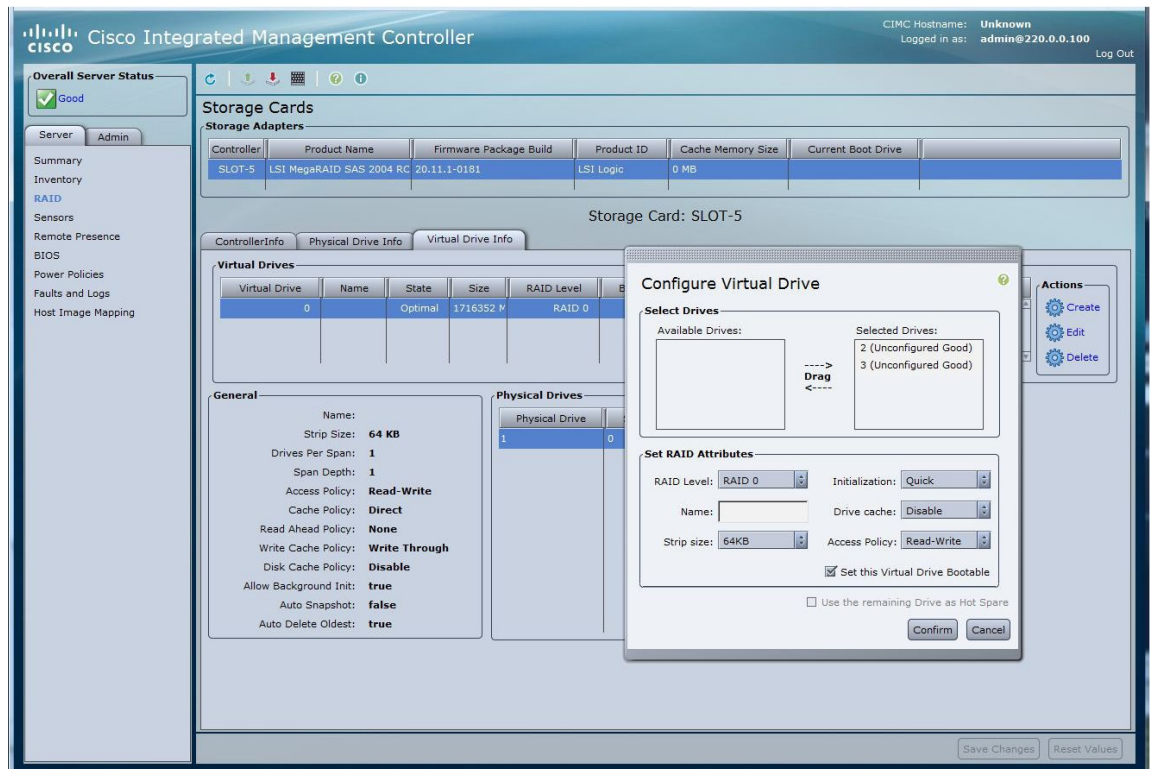 CISCO Cisco Integrated Management Controller
CIMC Hostname: Unknown
Logged in as: admin@220.0.0.100
Log Out
Overall Server Status
Good
Server Admin
Summary
Inventory
RAID
Sensors
Remote Presence
BIOS
Power Policies
Faults and Logs
Host Image Mapping
Storage Cards
Storage Adapters
Controller Product Name Firmware Package Build Product ID Cache Memory Size Current Boot Drive
SLOT-5 LSI MegaRAID SAS 2004 RC 20.11.1-0181 LSI Logic 0 MB
Storage Card: SLOT-5
ControllerInfo Physical Drive Info Virtual Drive Info
Virtual Drives
Virtual Drive Name State Size RAID Level
0 Optimal 1716352 M RAID 0
Actions
Create
Edit
Delete
General
Name:
Strip Size: 64 KB
Drives Per Span: 1
Span Depth: 1
Access Policy: Read-Write
Cache Policy: Direct
Read Ahead Policy: None
Write Cache Policy: Write Through
Disk Cache Policy: Disable
Allow Background Init: true
Auto Snapshot: false
Auto Delete Oldest: true
Physical Drives
Physical Drive
1 0
Configure Virtual Drive
Select Drives
Available Drives:
Selected Drives:
2 (Unconfigured Good)
3 (Unconfigured Good)
---->
Drag
<----
Set RAID Attributes
RAID Level: RAID 0 Initialization: Quick
Name: Drive cache: Disable
Strip size: 64KB Access Policy: Read-Write
Set this Virtual Drive Bootable
Use the remaining Drive as Hot Spare
Confirm Cancel
Save Changes Reset Values